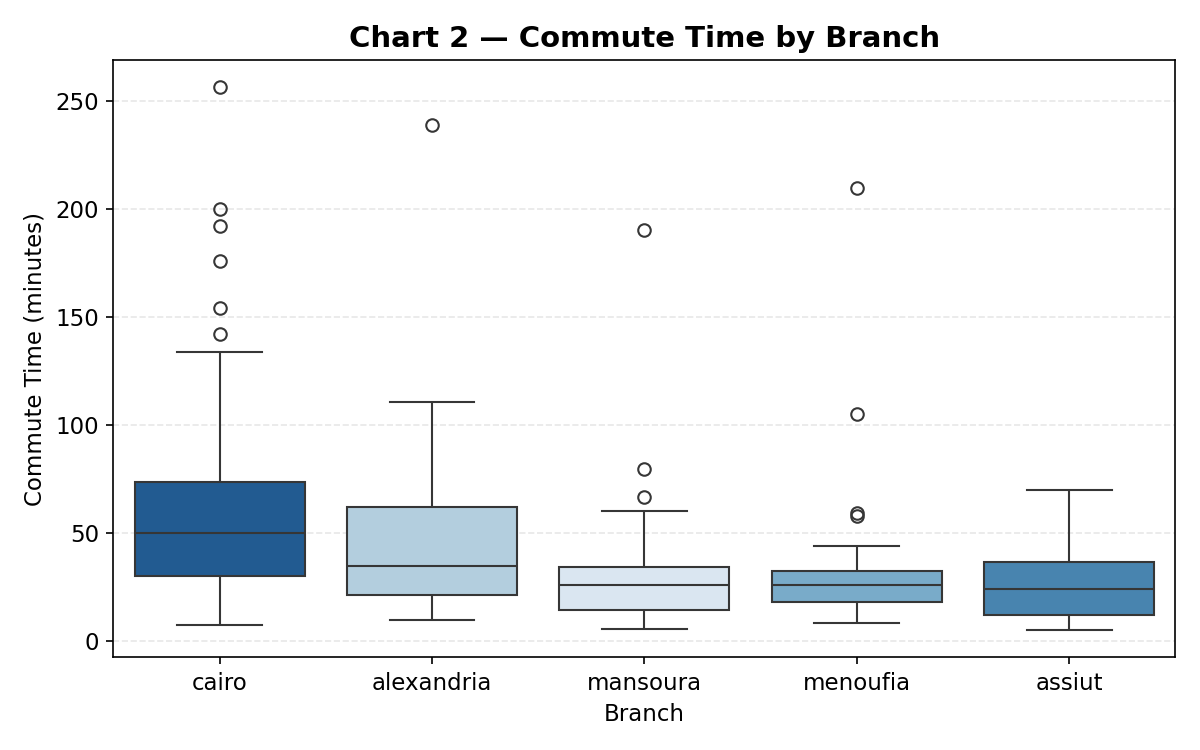 Chart 2 — Commute Time by Branch
Commute Time (minutes)
250
200
150
100
50
0
cairo alexandria mansoura menoufia assiut
Branch